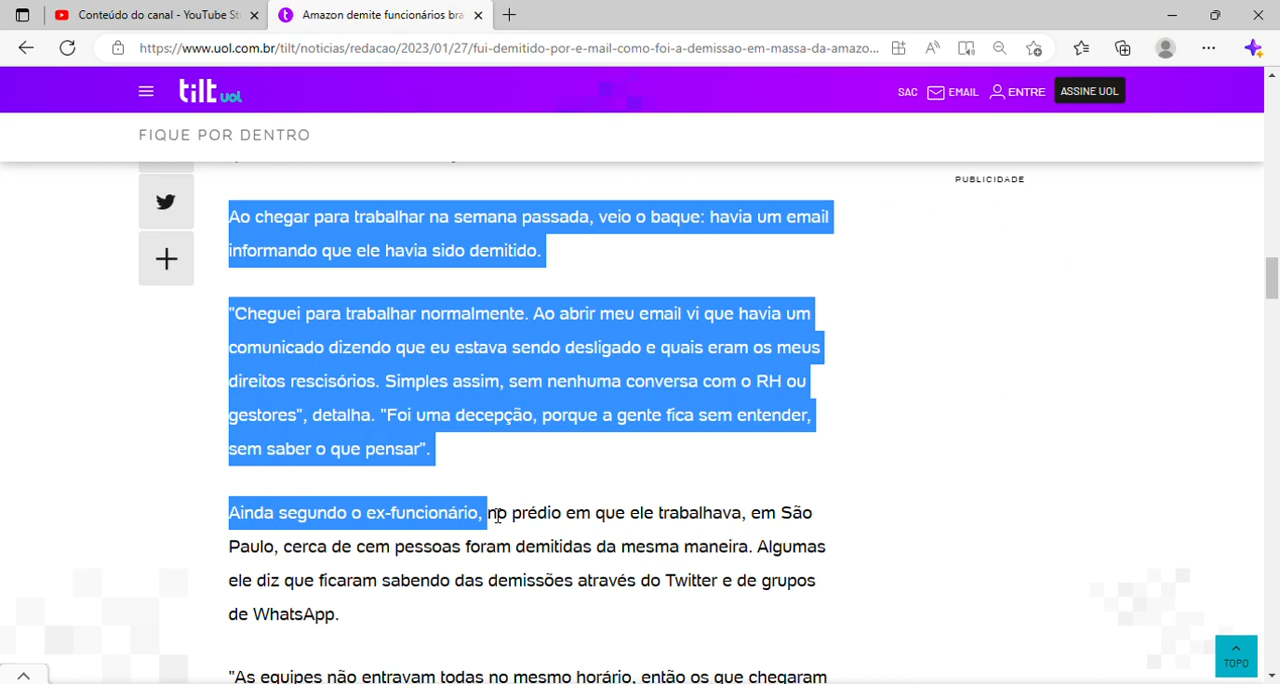 Conteúdo do canal - YouTube St
Amazon demite funcionários bra
https://www.uol.com.br/tilt/noticias/redacao/2023/01/27/fui-demitido-por-e-mail-como-foi-a-demissao-em-massa-da-amazo...
tilt uol
SAC EMAIL ENTRE ASSINE UOL
FIQUE POR DENTRO
PUBLICIDADE
Ao chegar para trabalhar na semana passada, veio o baque: havia um email
informando que ele havia sido demitido.
"Cheguei para trabalhar normalmente. Ao abrir meu email vi que havia um
comunicado dizendo que eu estava sendo desligado e quais eram os meus
direitos rescisórios. Simples assim, sem nenhuma conversa com o RH ou
gestores", detalha. "Foi uma decepção, porque a gente fica sem entender,
sem saber o que pensar".
Ainda segundo o ex-funcionário, no prédio em que ele trabalhava, em São
Paulo, cerca de cem pessoas foram demitidas da mesma maneira. Algumas
ele diz que ficaram sabendo das demissões através do Twitter e de grupos
de WhatsApp.
"As equipes não entravam todas no mesmo horário, então os que chegaram
TOPO